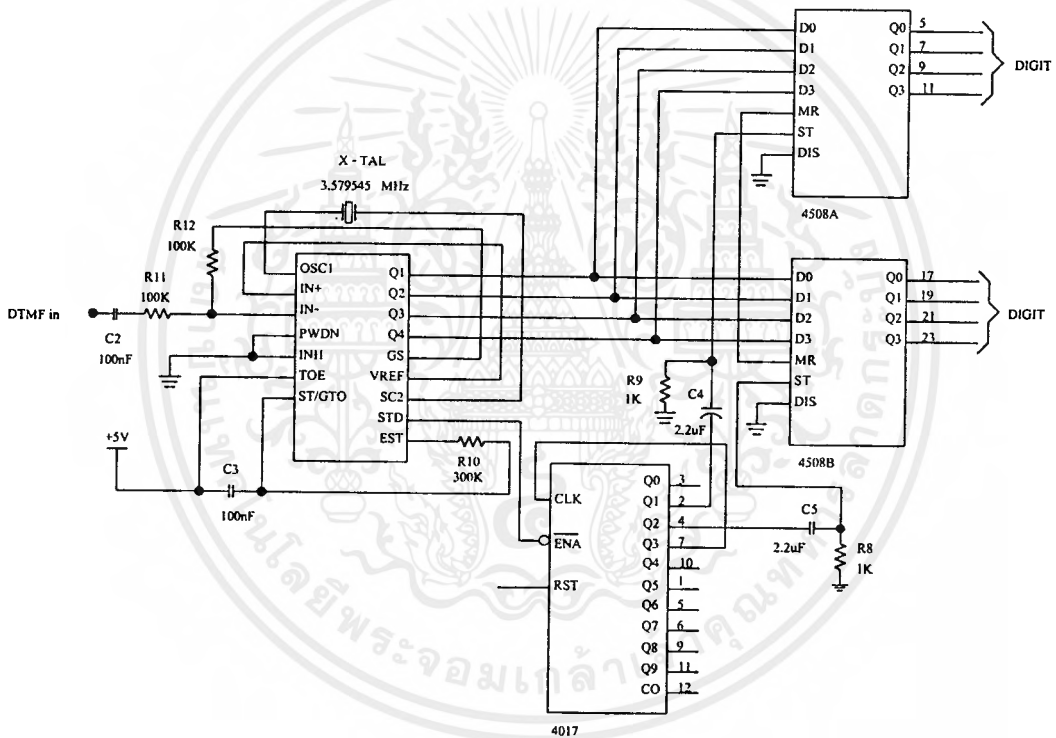 D0 Q0 5
D1 Q1 7
D2 Q2 9
D3 Q3 11
MR
ST
DIS
DIGIT
4508A
X - TAL
3.579545 MHz
R12
100K
R11
100K
DTMF in
C2
100nF
OSC1 Q1
IN+ Q2
IN- Q3
PWDN Q4
INH GS
TOE VREF
ST/GTO SC2
STD
EST
+5V
C3
100nF
R10
300K
R9
1K
C4
2.2uF
D0 Q0 17
D1 Q1 19
D2 Q2 21
D3 Q3 23
MR
ST
DIS
DIGIT
4508B
C5
2.2uF
R8
1K
CLK
ENA
RST
Q0 3
Q1 2
Q2 4
Q3 7
Q4 10
Q5 1
Q6 5
Q7 6
Q8 9
Q9 11
CO 12
4017